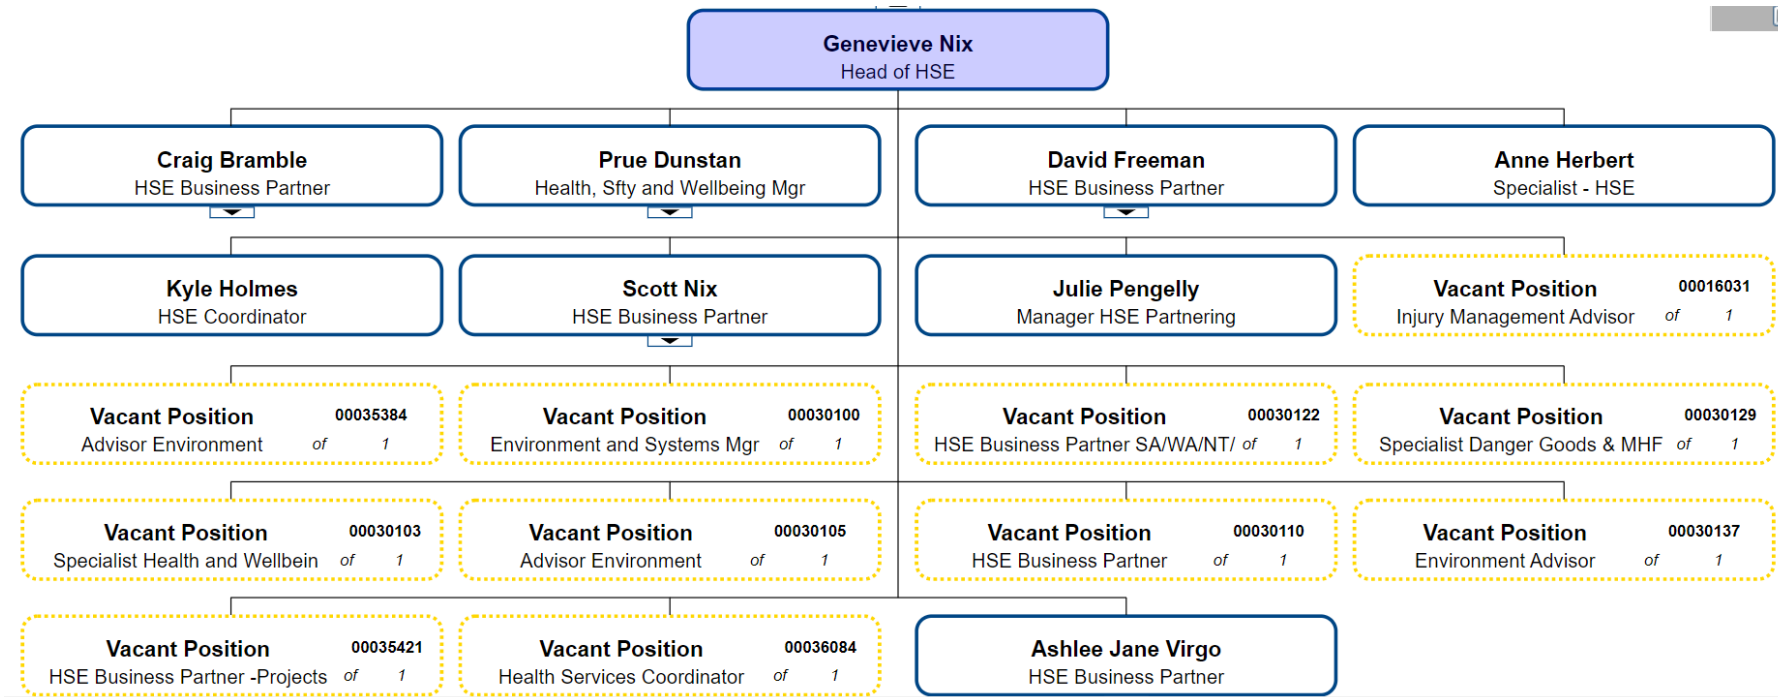 Genevieve Nix
Head of HSE
Craig Bramble
HSE Business Partner
Prue Dunstan
Health, Sfty and Wellbeing Mgr
David Freeman
HSE Business Partner
Anne Herbert
Specialist - HSE
Kyle Holmes
HSE Coordinator
Scott Nix
HSE Business Partner
Julie Pengelly
Manager HSE Partnering
Vacant Position 00016031
Injury Management Advisor of 1
Vacant Position 00035384
Advisor Environment of 1
Vacant Position 00030100
Environment and Systems Mgr of 1
Vacant Position 00030122
HSE Business Partner SA/WA/NT/ of 1
Vacant Position 00030129
Specialist Danger Goods & MHF of 1
Vacant Position 00030103
Specialist Health and Wellbein of 1
Vacant Position 00030105
Advisor Environment of 1
Vacant Position 00030110
HSE Business Partner of 1
Vacant Position 00030137
Environment Advisor of 1
Vacant Position 00035421
HSE Business Partner -Projects of 1
Vacant Position 00036084
Health Services Coordinator of 1
Ashlee Jane Virgo
HSE Business Partner